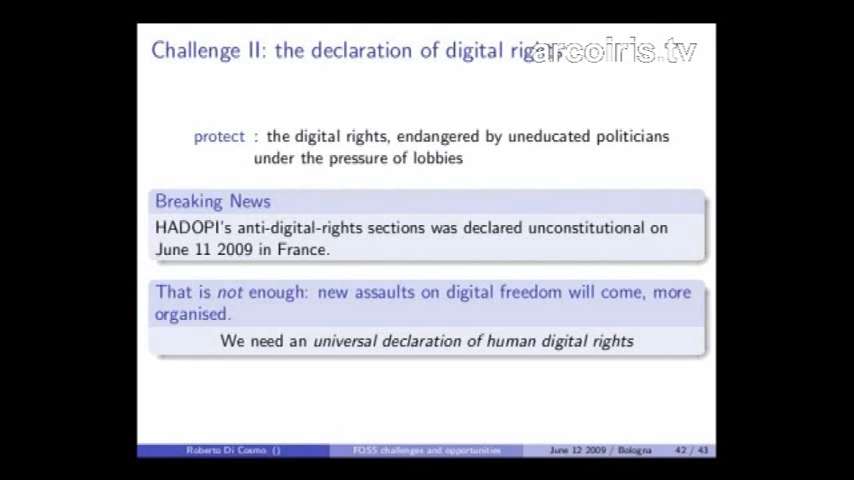 Challenge II: the declaration of digital rights
arcoiris.tv
protect : the digital rights, endangered by uneducated politicians
under the pressure of lobbies
Breaking News
HADOPI's anti-digital-rights sections was declared unconstitutional on
June 11 2009 in France.
That is not enough: new assaults on digital freedom will come, more
organised.
We need an universal declaration of human digital rights
Roberto Di Cosmo () FOSS challenges and opportunities June 12 2009 / Bologna 42 / 43